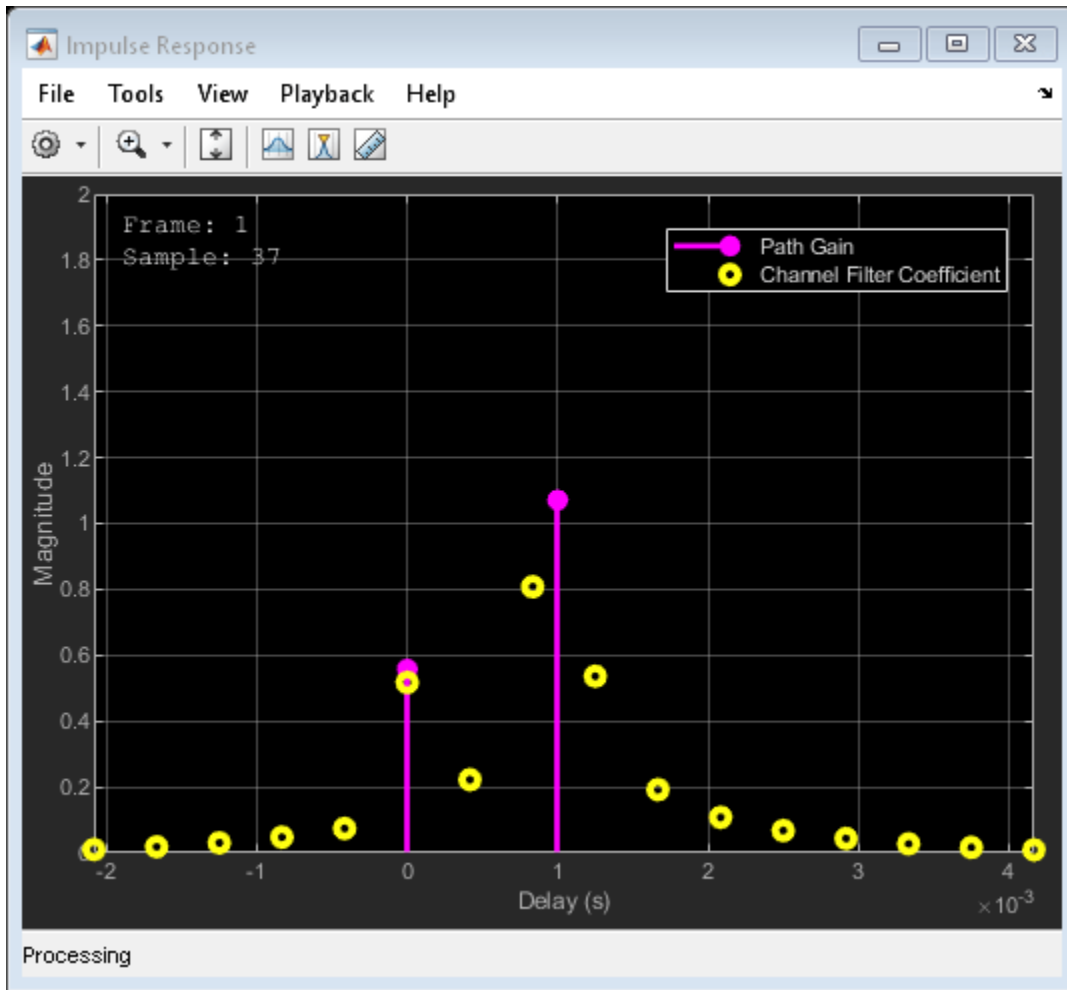 Impulse Response
File Tools View Playback Help
Frame: 1
Sample: 37
Path Gain
Channel Filter Coefficient
2
1.8
1.6
1.4
1.2
1
0.8
0.6
0.4
0.2
0
Magnitude
-2 -1 0 1 2 3 4
Delay (s)
×10-3
Processing